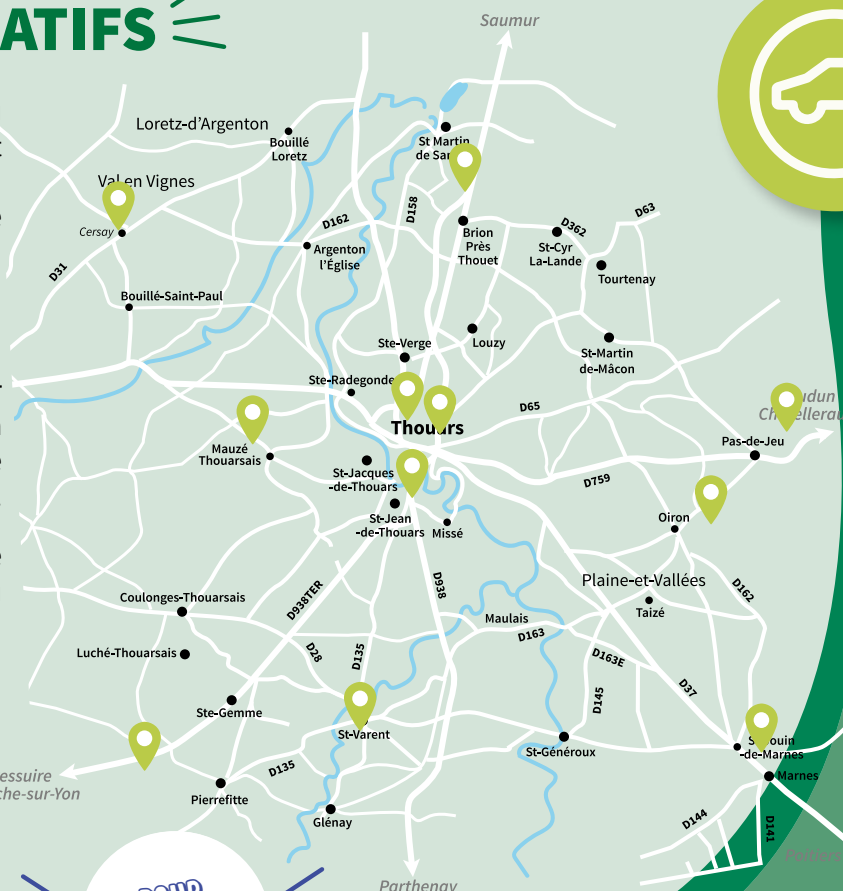 ATIFS
Saumur
Loretz-d'Argenton
Bouillé
Loretz
St Martin
de San
Val en Vignes
Cersay
D158
D162
D63
D362
Brion
Près
Thouet
St-Cyr
La-Lande
Argenton
l'Église
D31
Tourtenay
Bouillé-Saint-Paul
Ste-Verge
Louzy
St-Martin
de-Mâcon
Ste-Radegonde
D65
Thouars
Pas-de-Jeu
Mauzé
Thouarsais
St-Jacques
-de-Thouars
D759
St-Jean
-de-Thouars
Missé
Oiron
Plaine-et-Vallées
Taizé
D162
D938
D938TER
Coulonges-Thouarsais
Maulais
D163
D163E
Luché-Thouarsais
D28
D135
D37
D145
Ste-Gemme
St-Varent
St-Généroux
-de-Marnes
Marnes
essuire
che-sur-Yon
D135
Pierrefitte
Glénay
D144
D141
Poitiers
Parthenay